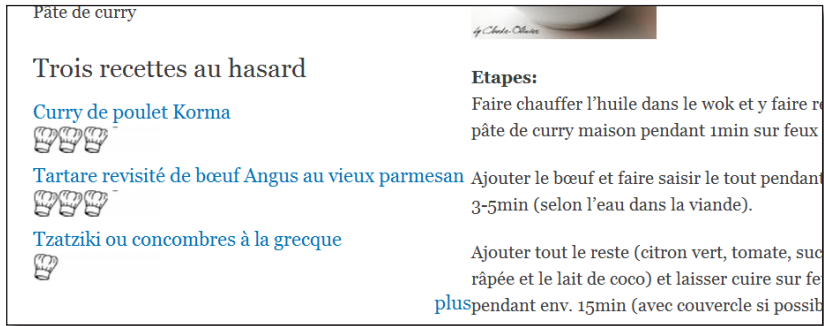 Pâte de curry
Trois recettes au hasard
Curry de poulet Korma
Tartare revisité de bœuf Angus au vieux parmesan
Tzatziki ou concombres à la grecque
plus
by Claude-Olivier
Etapes:
Faire chauffer l’huile dans le wok et y faire
pâte de curry maison pendant 1min sur feux
Ajouter le bœuf et faire saisir le tout pendant
3-5min (selon l’eau dans la viande).
Ajouter tout le reste (citron vert, tomate,
râpée et le lait de coco) et laisser cuire sur
pendant env. 15min (avec couvercle si